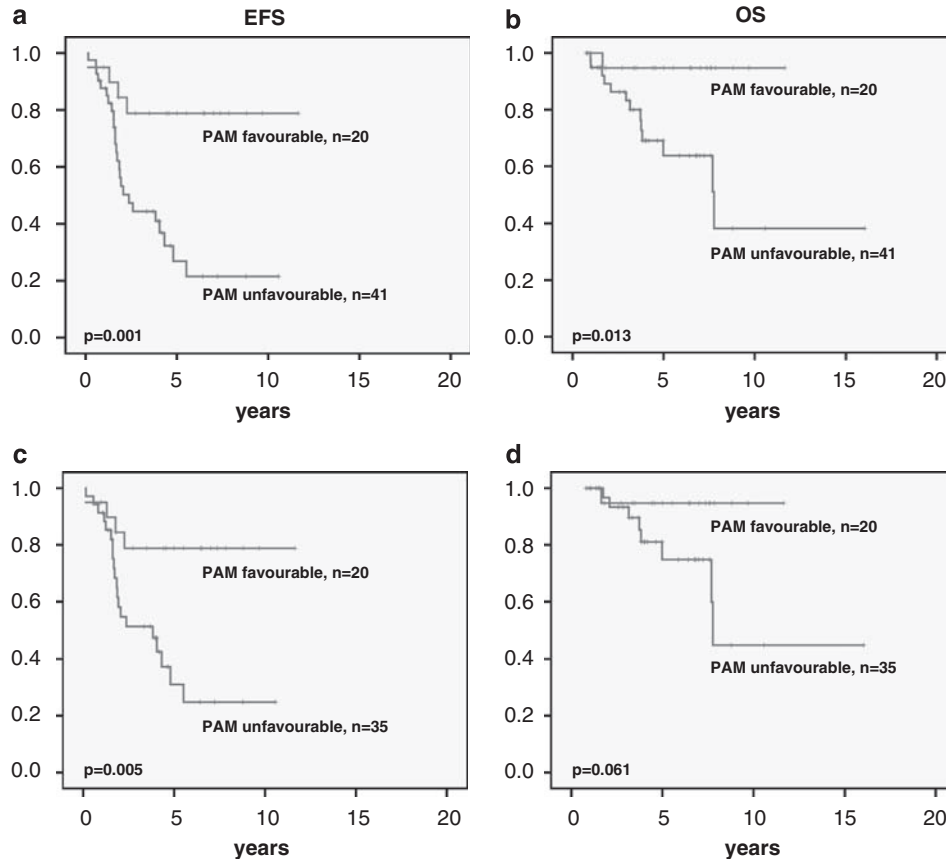 a
EFS
1.0
0.8
0.6
0.4
0.2
0.0
PAM favourable, n=20
PAM unfavourable, n=41
p=0.001
0 5 10 15 20
years
b
OS
1.0
0.8
0.6
0.4
0.2
0.0
PAM favourable, n=20
PAM unfavourable, n=41
p=0.013
0 5 10 15 20
years
c
1.0
0.8
0.6
0.4
0.2
0.0
PAM favourable, n=20
PAM unfavourable, n=35
p=0.005
0 5 10 15 20
years
d
1.0
0.8
0.6
0.4
0.2
0.0
PAM favourable, n=20
PAM unfavourable, n=35
p=0.061
0 5 10 15 20
years